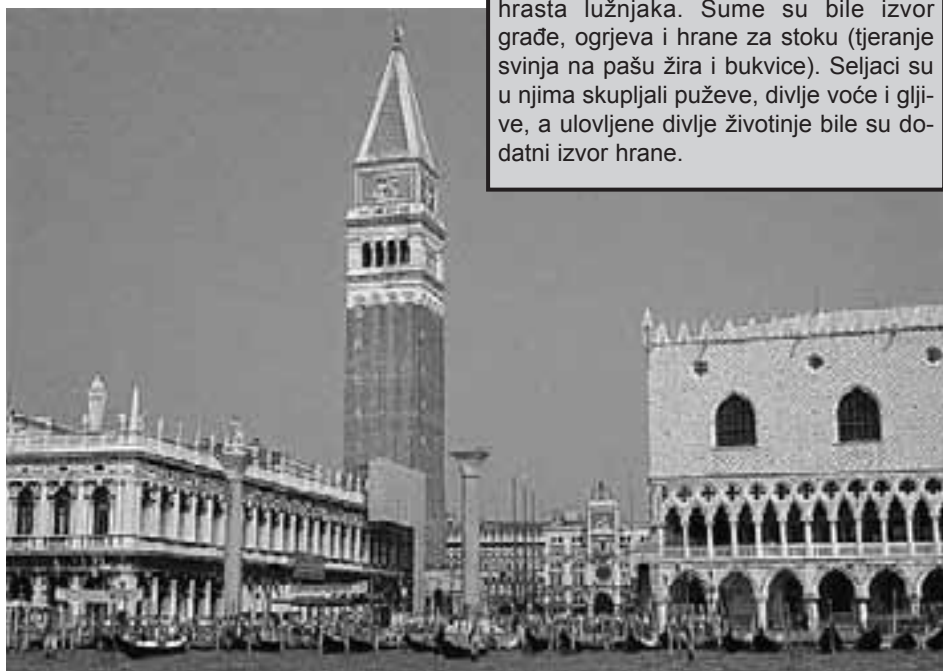 hrasta lužnjaka. Šume su bile izvor
građe, ogrjeva i hrane za stoku (tjeranje
svinja na pašu žira i bukvice). Seljaci su
u njima skupljali puževe, divlje voće i glji-
ve, a ulovljene divlje životinje bile su do-
datni izvor hrane.